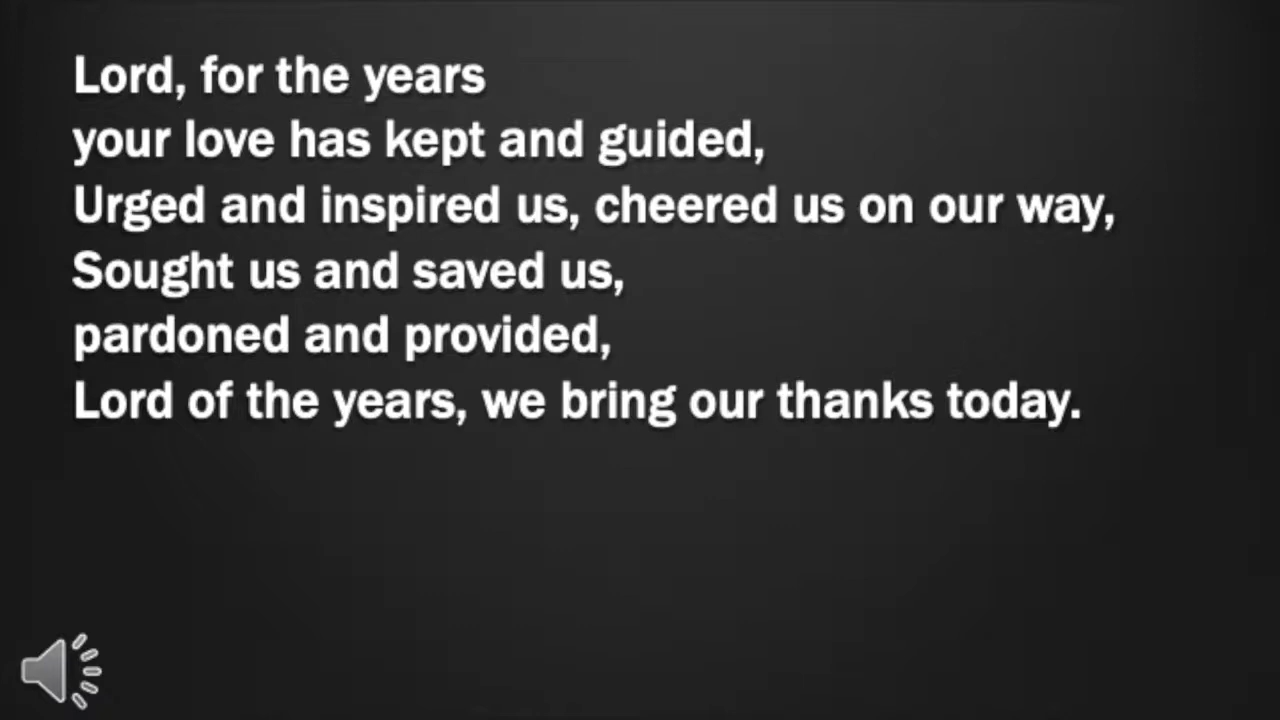 Lord, for the years
your love has kept and guided,
Urged and inspired us, cheered us on our way,
Sought us and saved us,
pardoned and provided,
Lord of the years, we bring our thanks today.